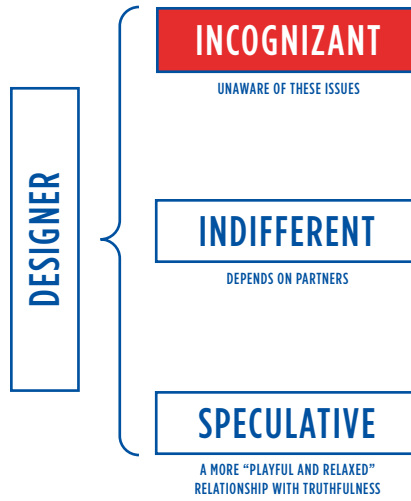 DESIGNER
INCOGNIZANT
UNAWARE OF THESE ISSUES
INDIFFERENT
DEPENDS ON PARTNERS
SPECULATIVE
A MORE “PLAYFUL AND RELAXED”
RELATIONSHIP WITH TRUTHFULNESS